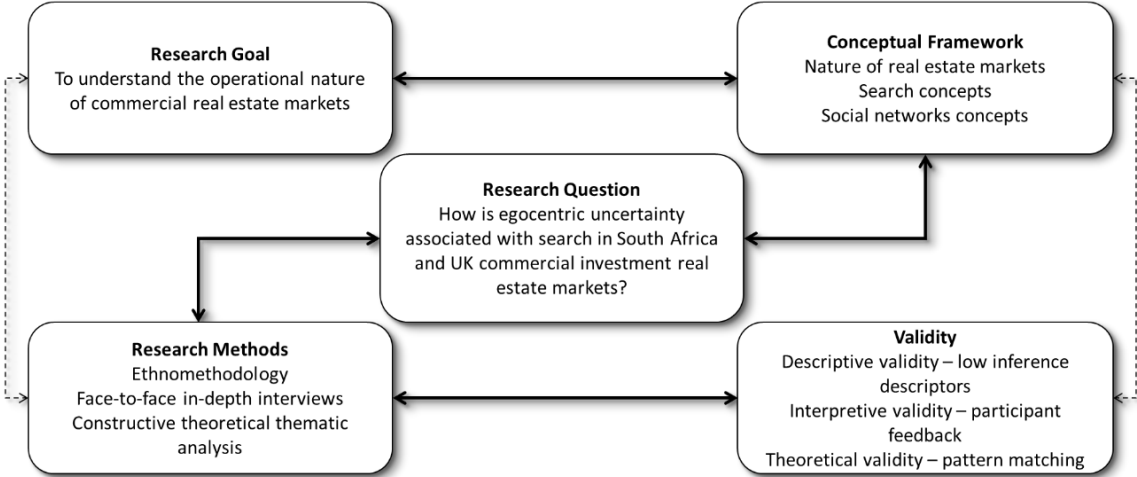 Research Goal
To understand the operational nature
of commercial real estate markets
Conceptual Framework
Nature of real estate markets
Search concepts
Social networks concepts
Research Question
How is egocentric uncertainty
associated with search in South Africa
and UK commercial investment real
estate markets?
Research Methods
Ethnomethodology
Face-to-face in-depth interviews
Constructive theoretical thematic
analysis
Validity
Descriptive validity – low inference
descriptors
Interpretive validity – participant
feedback
Theoretical validity – pattern matching